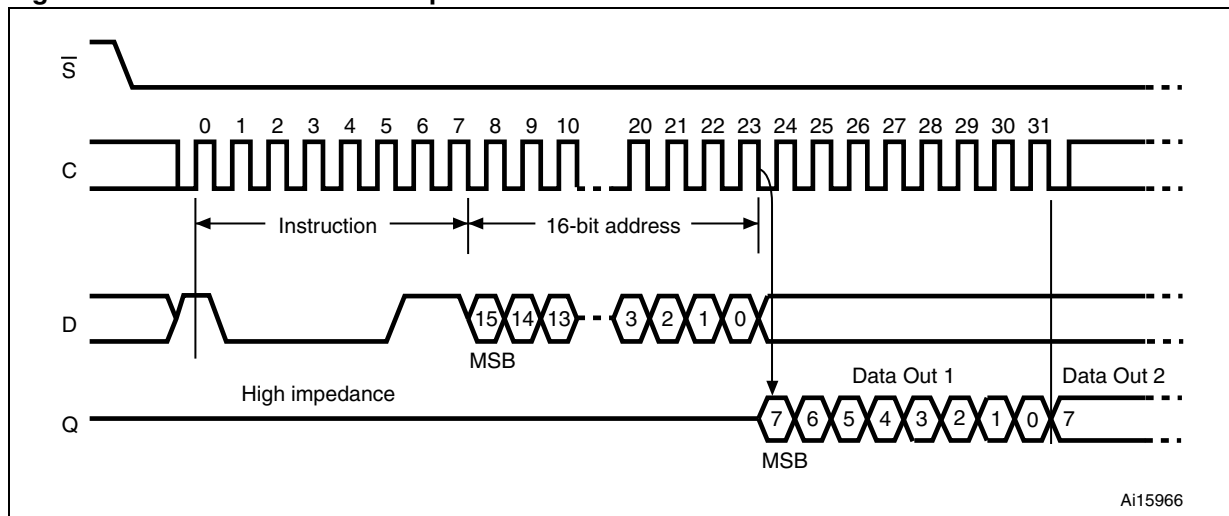 S
0 1 2 3 4 5 6 7 8 9 10 20 21 22 23 24 25 26 27 28 29 30 31
C
Instruction 16-bit address
D 15 14 13 3 2 1 0
MSB
High impedance Data Out 1 Data Out 2
Q 7 6 5 4 3 2 1 0 7
MSB
Ai15966